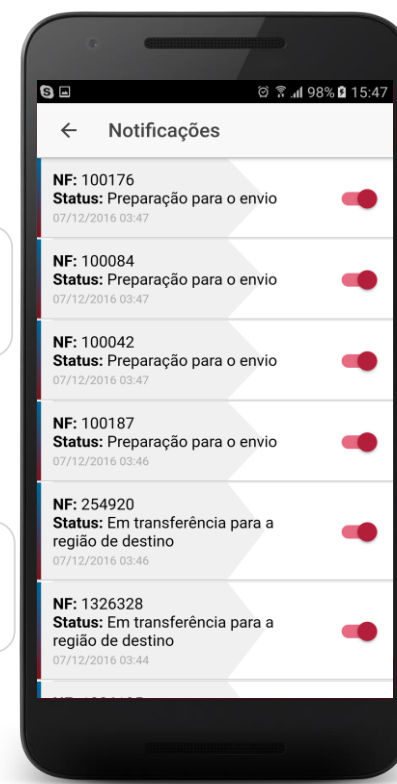 98% 15:47
Notificações
NF: 100176
Status: Preparação para o envio
07/12/2016 03:47
NF: 100084
Status: Preparação para o envio
07/12/2016 03:47
NF: 100042
Status: Preparação para o envio
07/12/2016 03:47
NF: 100187
Status: Preparação para o envio
07/12/2016 03:46
NF: 254920
Status: Em transferência para a
região de destino
07/12/2016 03:46
NF: 1326328
Status: Em transferência para a
região de destino
07/12/2016 03:44